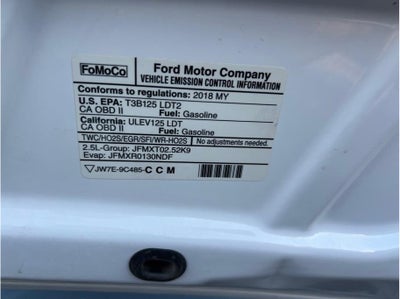 FoMoCo
Ford Motor Company
VEHICLE EMISSION CONTROL INFORMATION
Conforms to regulations: 2018 MY
U.S. EPA: T3B125 LDT2
CA OBD II Fuel: Gasoline
California: ULEV125 LDT
CA OBD II Fuel: Gasoline
TWC/HO2S/EGR/SFI/WR-HO2S
No adjustments needed.
2.5L-Group: JFMXT02.52K9
Evap: JFMXR0130NDF
JW7E-9C485-C C M